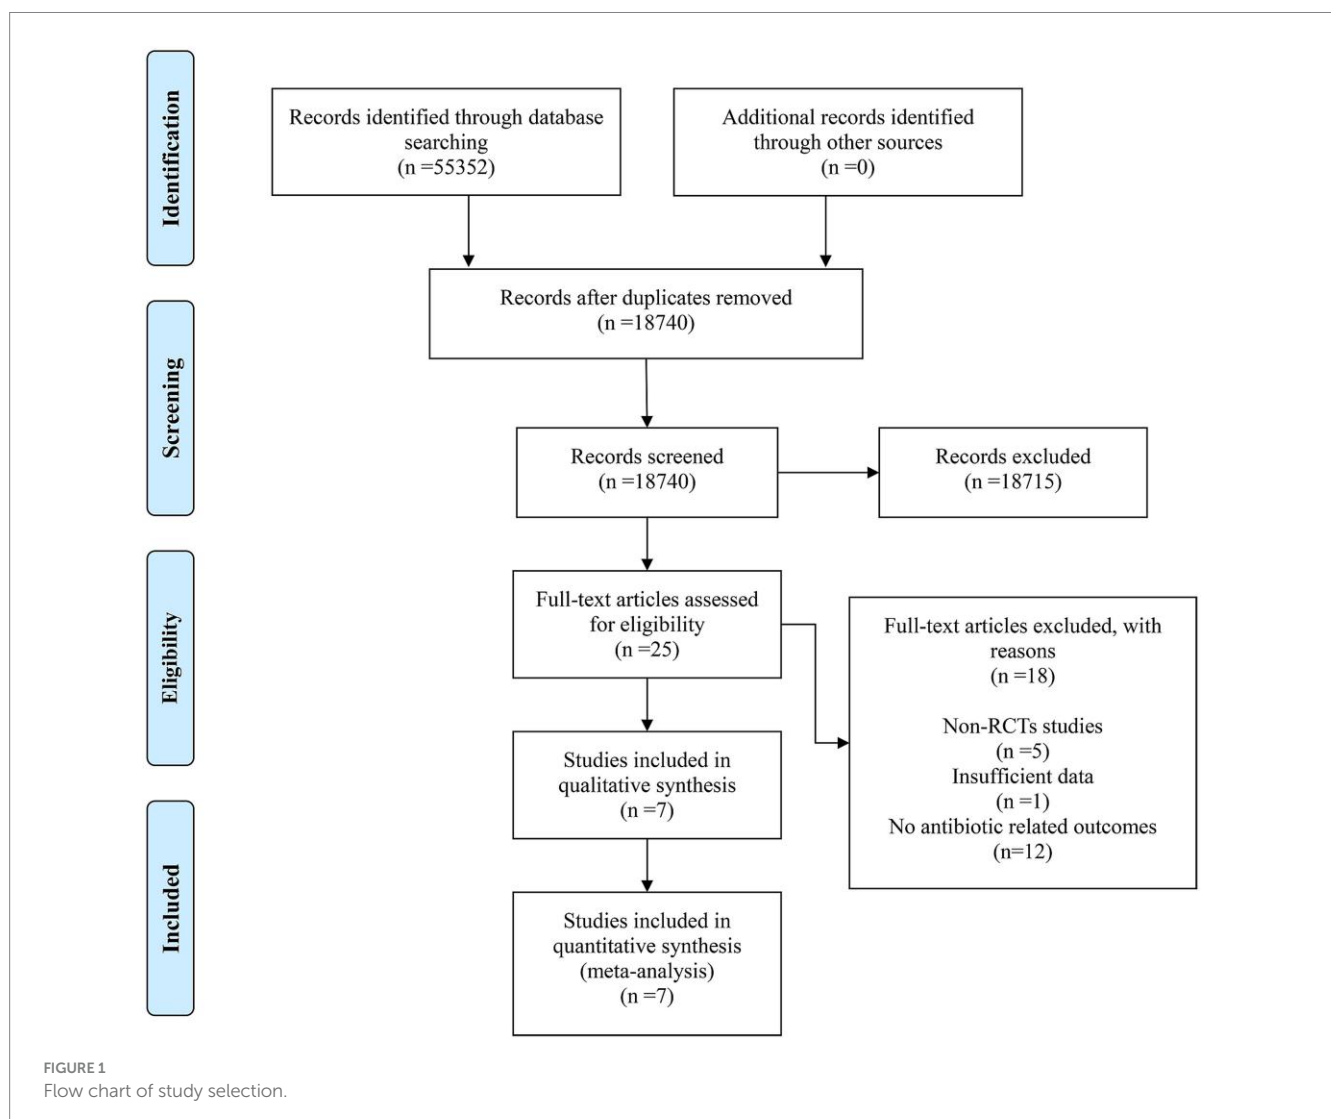 Identification
Records identified through database
searching
(n =55352)
Additional records identified
through other sources
(n =0)
Records after duplicates removed
(n =18740)
Screening
Records screened
(n =18740)
Records excluded
(n =18715)
Eligibility
Full-text articles assessed
for eligibility
(n =25)
Full-text articles excluded, with
reasons
(n =18)
Non-RCTs studies
(n =5)
Insufficient data
(n =1)
No antibiotic related outcomes
(n=12)
Studies included in
qualitative synthesis
(n =7)
Included
Studies included in
quantitative synthesis
(meta-analysis)
(n =7)
FIGURE 1
Flow chart of study selection.